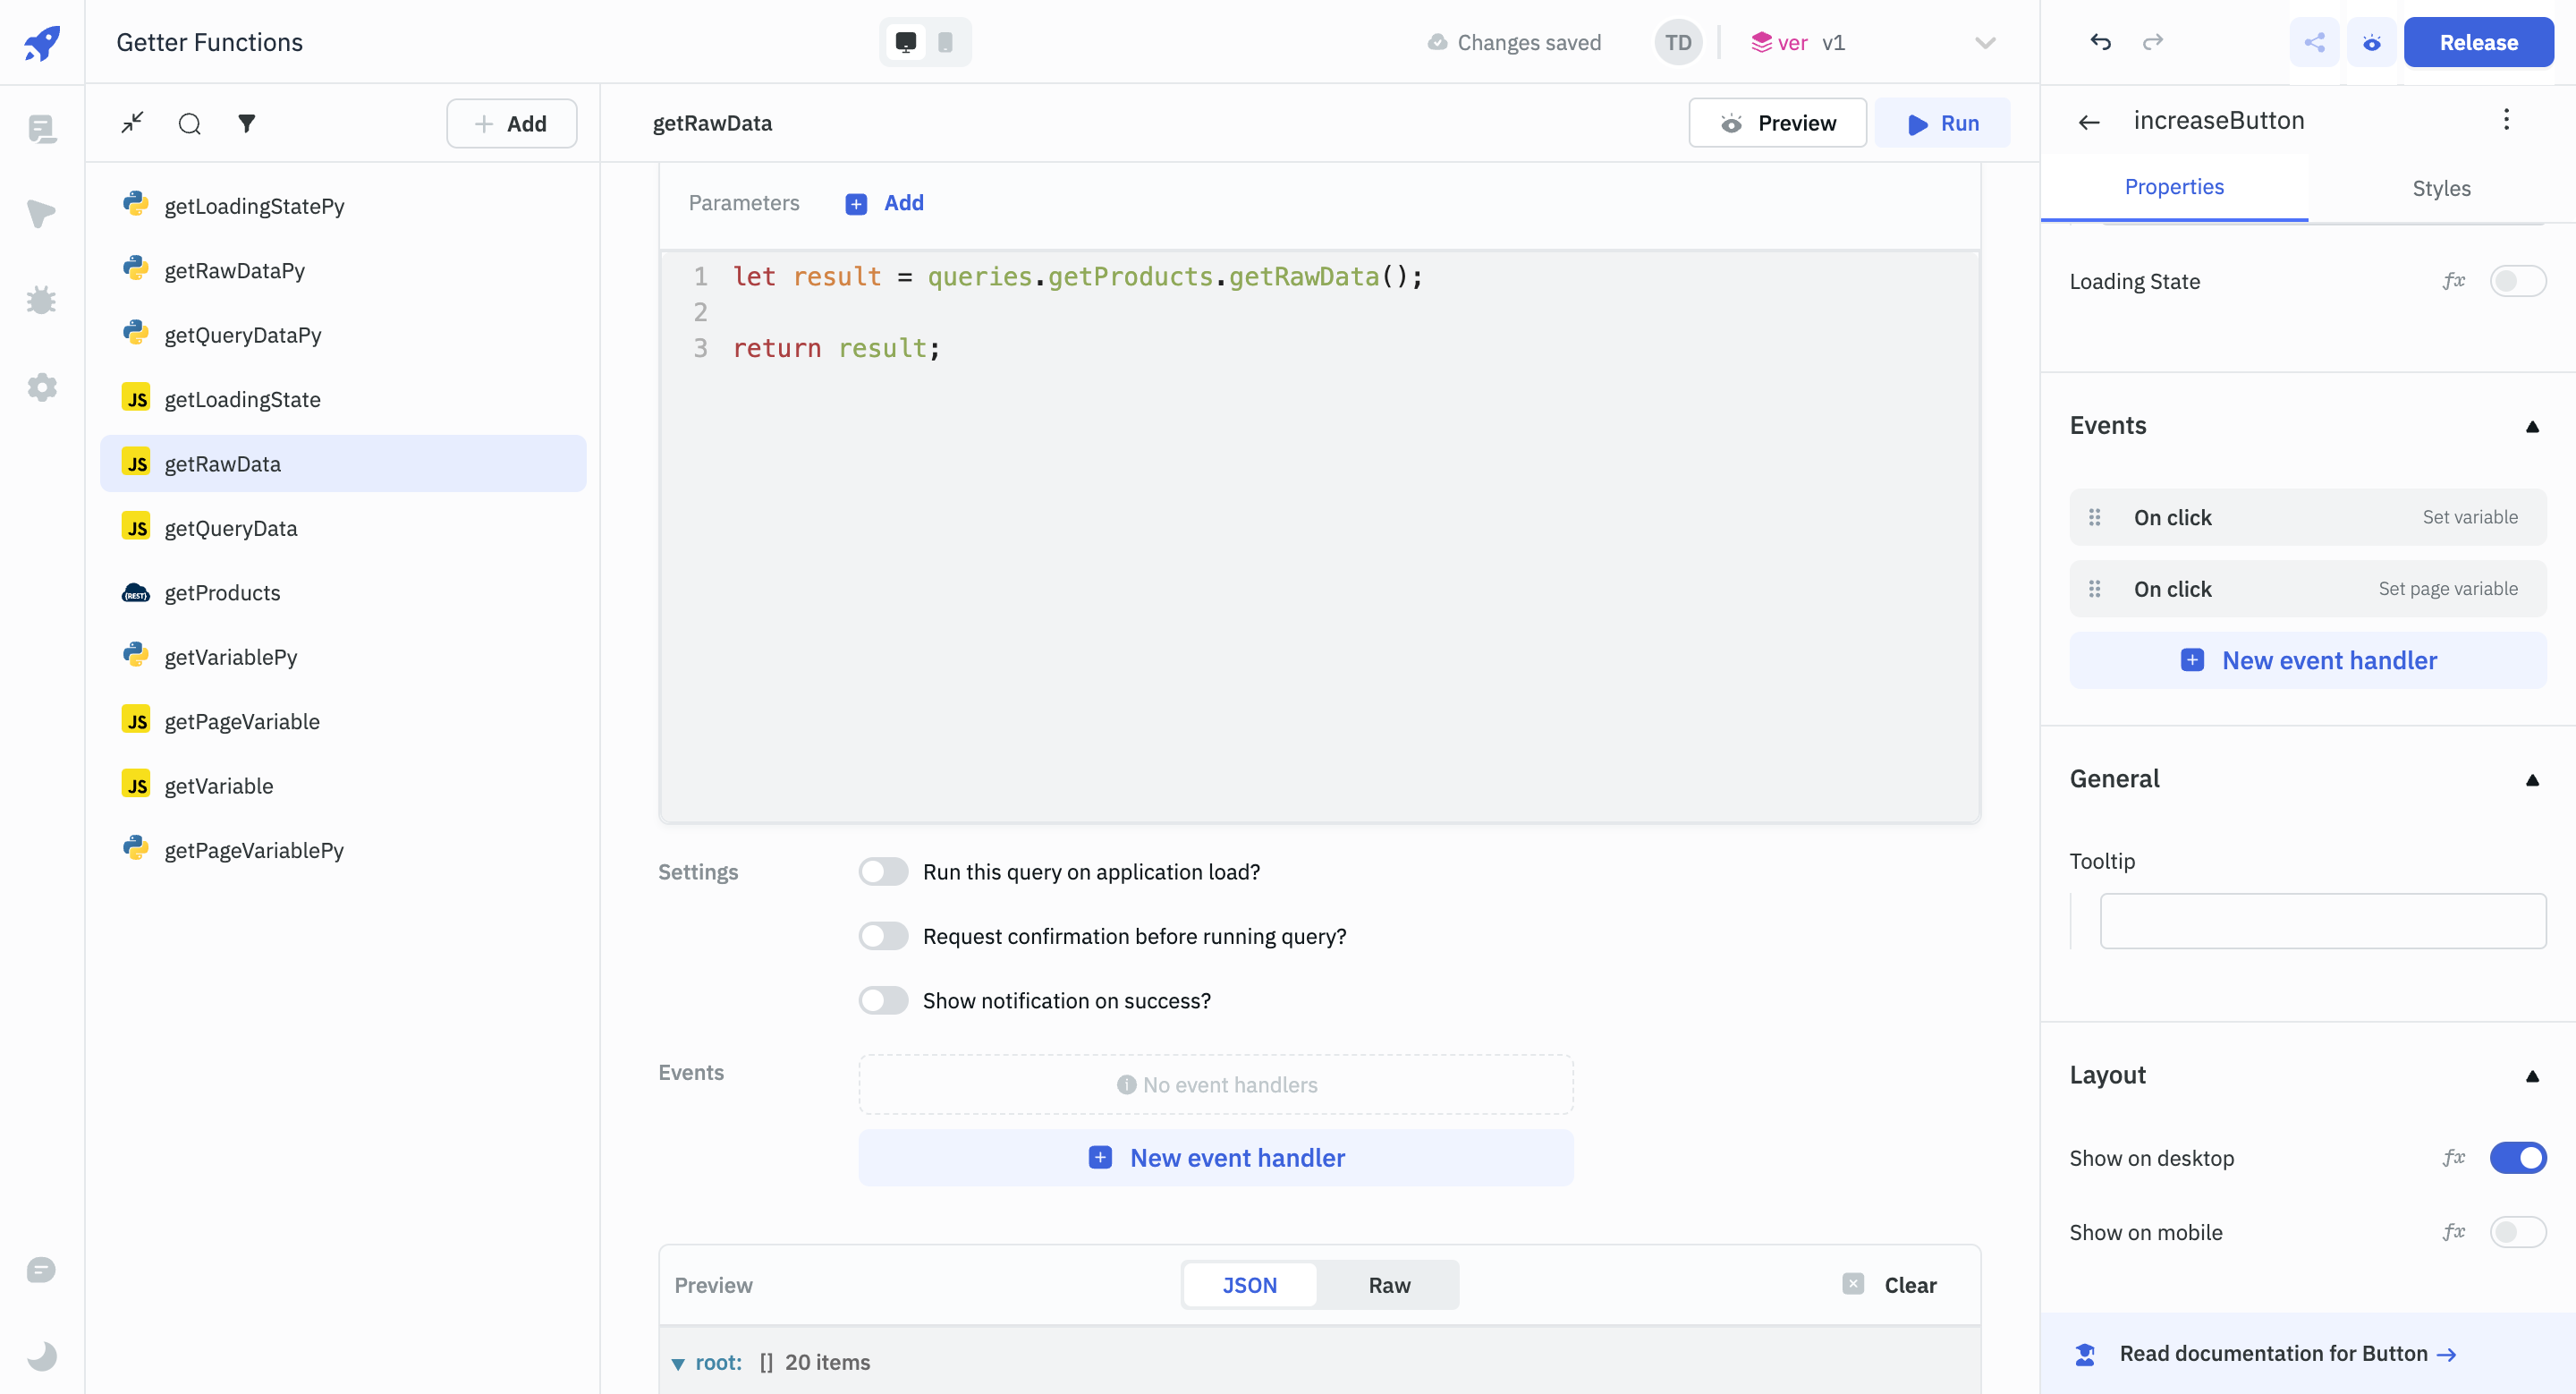 Getter Functions
Changes saved
TD
ver v1
Release
Add
getLoadingStatePy
getRawDataPy
getQueryDataPy
JS getLoadingState
JS getRawData
JS getQueryData
{REST} getProducts
getVariablePy
JS getPageVariable
JS getVariable
getPageVariablePy
getRawData
Preview
Run
Parameters
Add
1 let result = queries.getProducts.getRawData();
2
3 return result;
Settings
Run this query on application load?
Request confirmation before running query?
Show notification on success?
Events
No event handlers
New event handler
Preview
JSON
Raw
Clear
root: [] 20 items
increaseButton
Properties
Styles
Loading State
fx
Events
On click Set variable
On click Set page variable
New event handler
General
Tooltip
Layout
Show on desktop
fx
Show on mobile
fx
Read documentation for Button →